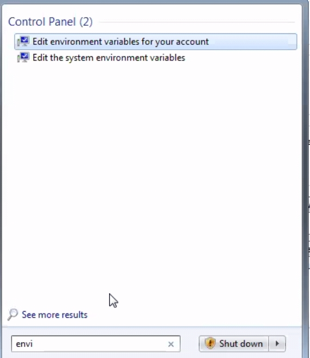 Control Panel (2)
Edit environment variables for your account
Edit the system environment variables
See more results
envi
Shut down